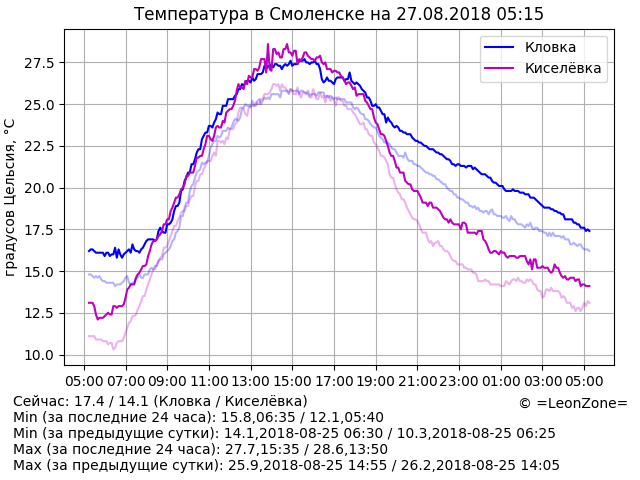 Температура в Смоленске на 27.08.2018 05:15
градусов Цельсия, °C
27.5
25.0
22.5
20.0
17.5
15.0
12.5
10.0
Кловка
Киселёвка
05:00 07:00 09:00 11:00 13:00 15:00 17:00 19:00 21:00 23:00 01:00 03:00 05:00
Сейчас: 17.4 / 14.1 (Кловка / Киселёвка)
© =LeonZone=
Min (за последние 24 часа): 15.8,06:35 / 12.1,05:40
Min (за предыдущие сутки): 14.1,2018-08-25 06:30 / 10.3,2018-08-25 06:25
Max (за последние 24 часа): 27.7,15:35 / 28.6,13:50
Max (за предыдущие сутки): 25.9,2018-08-25 14:55 / 26.2,2018-08-25 14:05